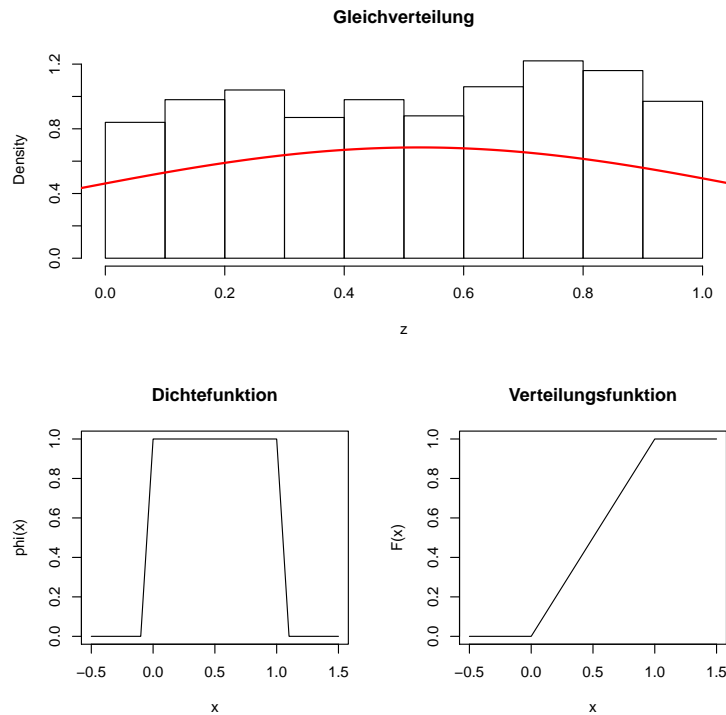 Gleichverteilung
Density
0.0 0.4 0.8 1.2
0.0 0.2 0.4 0.6 0.8 1.0
z
Dichtefunktion
phi(x)
0.0 0.2 0.4 0.6 0.8 1.0
−0.5 0.0 0.5 1.0 1.5
x
Verteilungsfunktion
F(x)
0.0 0.2 0.4 0.6 0.8 1.0
−0.5 0.0 0.5 1.0 1.5
x